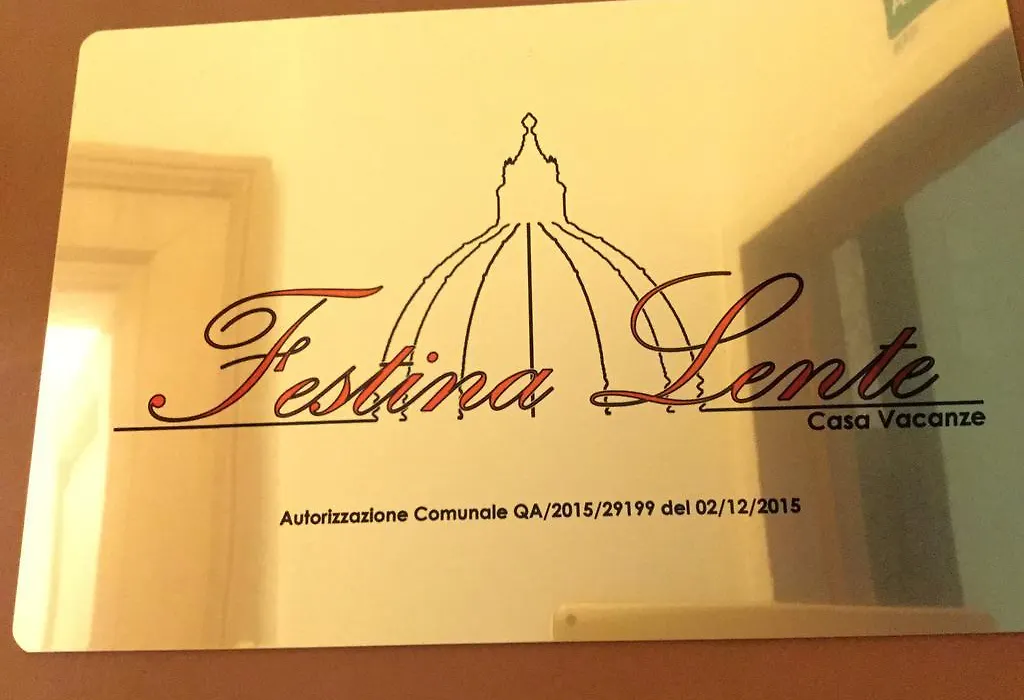 Festina Lente
Casa Vacanze
Autorizzazione Comunale QA/2015/29199 del 02/12/2015